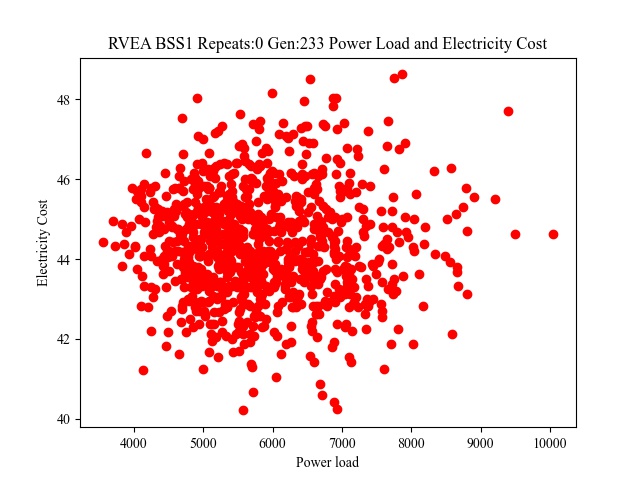 RVEA BSS1 Repeats:0 Gen:233 Power Load and Electricity Cost
48
46
44
42
40
Electricity Cost
4000 5000 6000 7000 8000 9000 10000
Power load